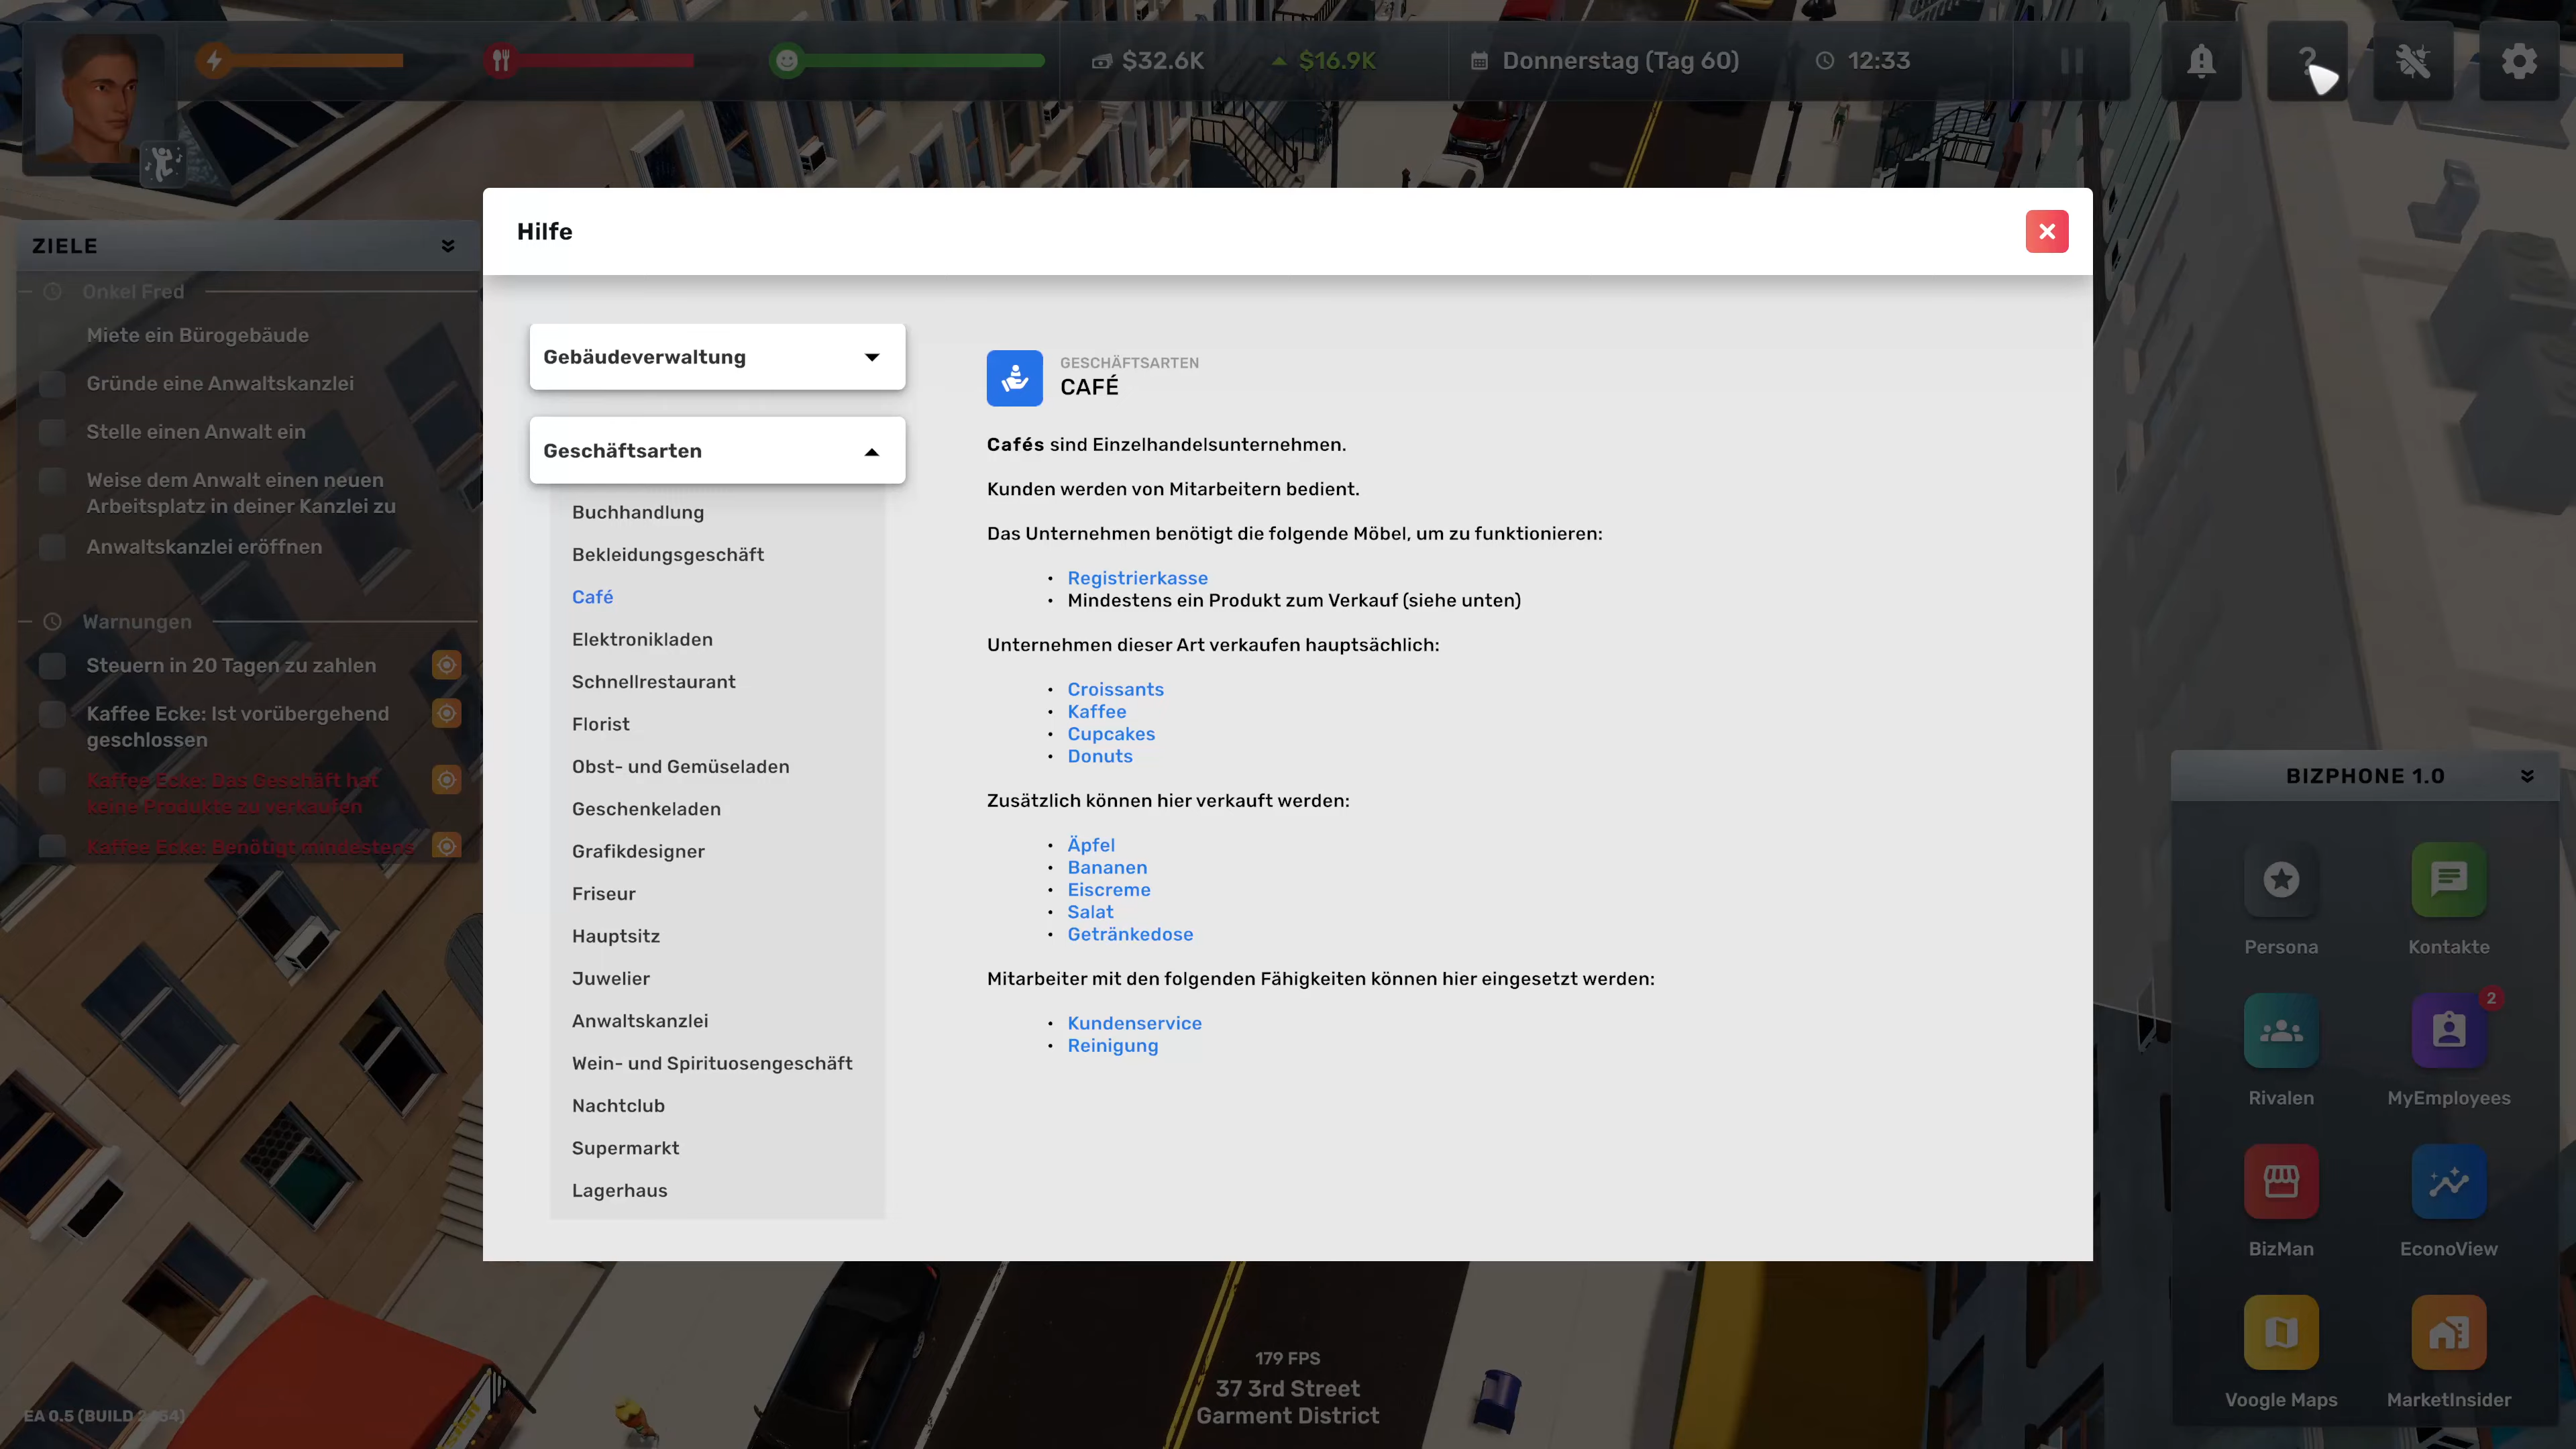 $32.6K
$16.9K
Donnerstag (Tag 60)
12:33
?
ZIELE
Onkel Fred
Miete ein Bürogebäude
Gründe eine Anwaltskanzlei
Stelle einen Anwalt ein
Weise dem Anwalt einen neuen
Arbeitsplatz in deiner Kanzlei zu
Anwaltskanzlei eröffnen
Warnungen
Steuern in 20 Tagen zu zahlen
Kaffee Ecke: Ist vorübergehend
geschlossen
Kaffee Ecke: Das Geschäft hat
keine Produkte zu verkaufen
Kaffee Ecke: Benötigt mindestens
Hilfe
Gebäudeverwaltung
Geschäftsarten
Buchhandlung
Bekleidungsgeschäft
Café
Elektronikladen
Schnellrestaurant
Florist
Obst- und Gemüseladen
Geschenkeladen
Grafikdesigner
Friseur
Hauptsitz
Juwelier
Anwaltskanzlei
Wein- und Spirituosengeschäft
Nachtclub
Supermarkt
Lagerhaus
GESCHÄFTSARTEN
CAFÉ
Cafés sind Einzelhandelsunternehmen.
Kunden werden von Mitarbeitern bedient.
Das Unternehmen benötigt die folgende Möbel, um zu funktionieren:
• Registrierkasse
• Mindestens ein Produkt zum Verkauf (siehe unten)
Unternehmen dieser Art verkaufen hauptsächlich:
• Croissants
• Kaffee
• Cupcakes
• Donuts
Zusätzlich können hier verkauft werden:
• Äpfel
• Bananen
• Eiscreme
• Salat
• Getränkedose
Mitarbeiter mit den folgenden Fähigkeiten können hier eingesetzt werden:
• Kundenservice
• Reinigung
BIZPHONE 1.0
Persona
Kontakte
2
Rivalen
MyEmployees
BizMan
EconoView
Voogle Maps
MarketInsider
179 FPS
37 3rd Street
Garment District
EA 0.5 (BUILD